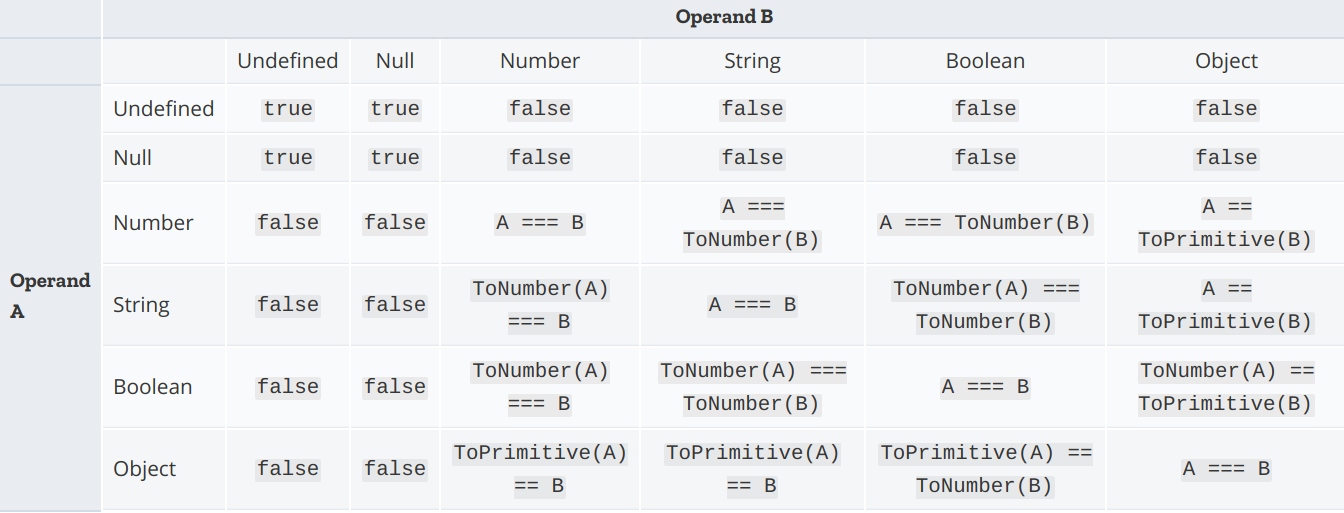 Operand B
Undefined Null Number String Boolean Object
Undefined true true false false false false
Null true true false false false false
Number false false A === B A === ToNumber(B) A === ToNumber(B) A == ToPrimitive(B)
Operand A
String false false ToNumber(A) === B A === B ToNumber(A) === ToNumber(B) A == ToPrimitive(B)
Boolean false false ToNumber(A) === B ToNumber(A) === ToNumber(B) A === B ToNumber(A) == ToPrimitive(B)
Object false false ToPrimitive(A) == B ToPrimitive(A) == B ToPrimitive(A) == ToNumber(B) A === B